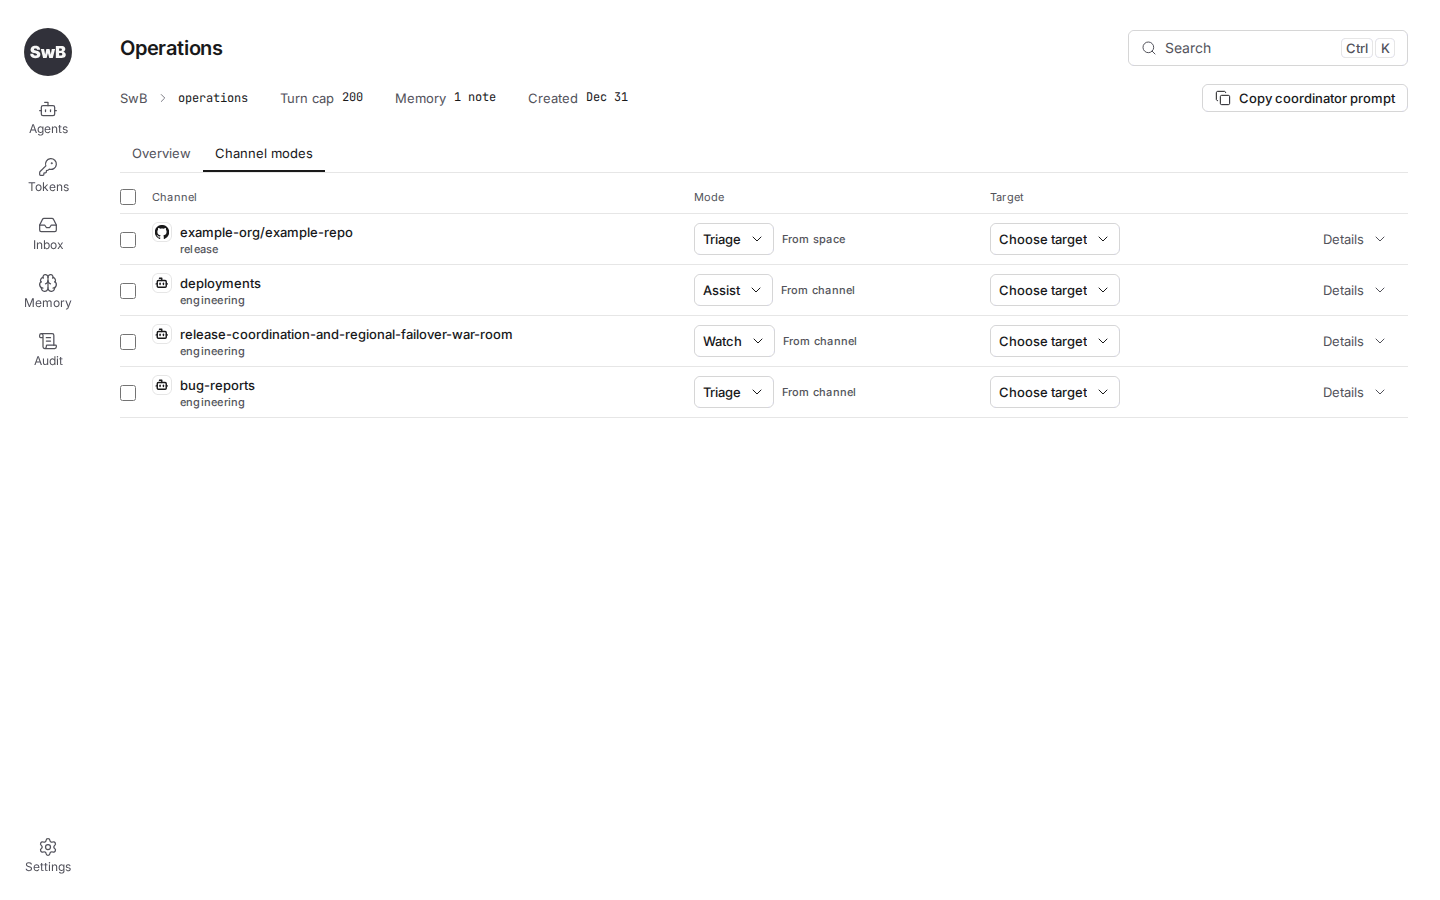 SwB
Agents
Tokens
Inbox
Memory
Audit
Settings
Operations
Search Ctrl K
SwB operations Turn cap 200 Memory 1 note Created Dec 31
Copy coordinator prompt
Overview Channel modes
Channel Mode Target
example-org/example-repo
release
Triage From space Choose target Details
deployments
engineering
Assist From channel Choose target Details
release-coordination-and-regional-failover-war-room
engineering
Watch From channel Choose target Details
bug-reports
engineering
Triage From channel Choose target Details